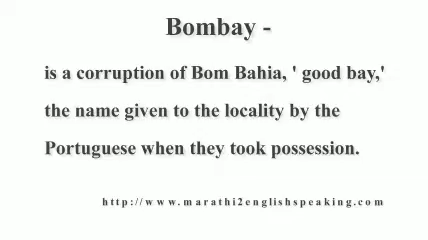 Bombay -
is a corruption of Bom Bahia, ' good bay,'
the name given to the locality by the
Portuguese when they took possession.
http://www.marathi2englishspeaking.com